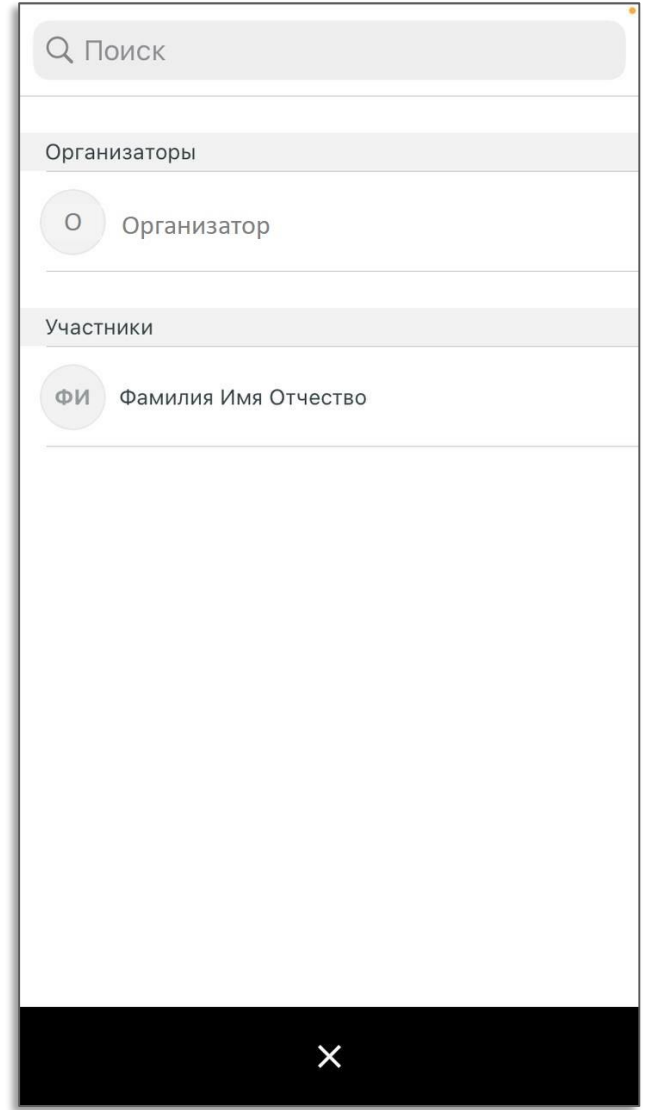 Поиск
Организаторы
О Организатор
Участники
ФИ Фамилия Имя Отчество